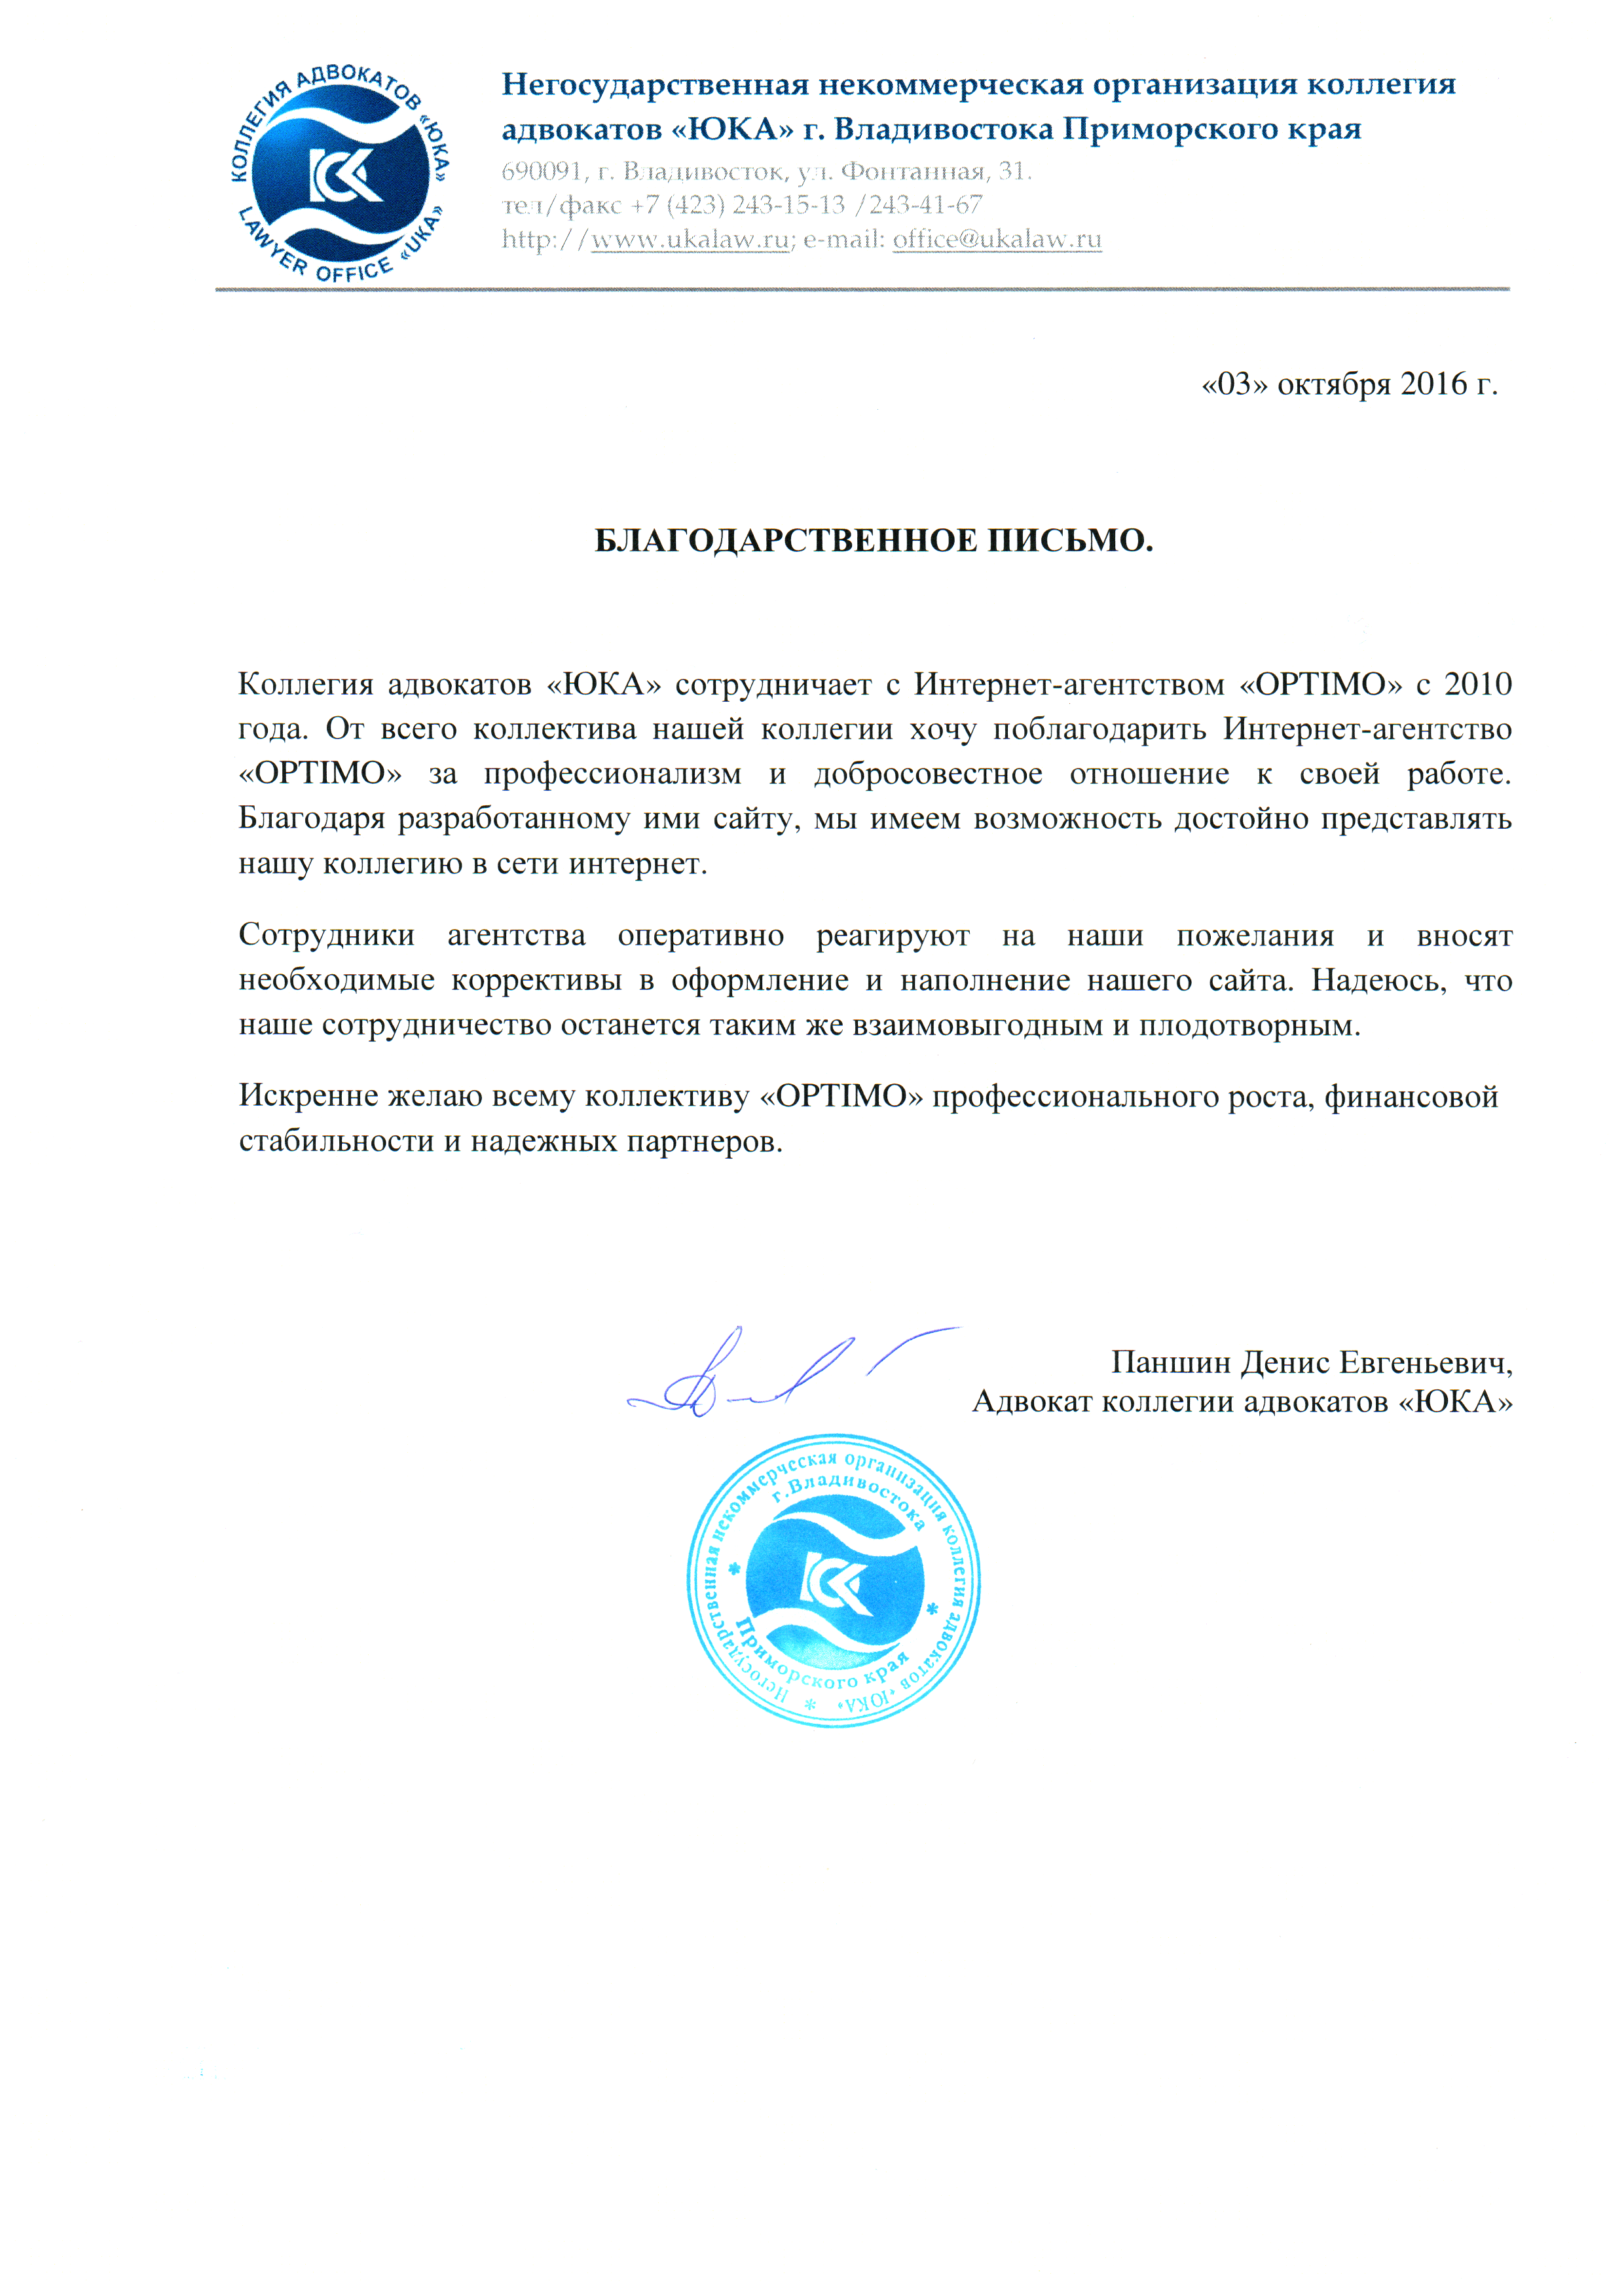 КОЛЛЕГИЯ АДВОКАТОВ «ЮКА»
LAWYER OFFICE «UKA»
Негосударственная некоммерческая организация коллегия
адвокатов «ЮКА» г. Владивостока Приморского края
690091, г. Владивосток, ул. Фонтанная, 31.
тел/факс +7 (423) 243-15-13 /243-41-67
http://www.ukalaw.ru; e-mail: office@ukalaw.ru
«03» октября 2016 г.
БЛАГОДАРСТВЕННОЕ ПИСЬМО.
Коллегия адвокатов «ЮКА» сотрудничает с Интернет-агентством «OPTIMO» с 2010
года. От всего коллектива нашей коллегии хочу поблагодарить Интернет-агентство
«OPTIMO» за профессионализм и добросовестное отношение к своей работе.
Благодаря разработанному ими сайту, мы имеем возможность достойно представлять
нашу коллегию в сети интернет.
Сотрудники агентства оперативно реагируют на наши пожелания и вносят
необходимые коррективы в оформление и наполнение нашего сайта. Надеюсь, что
наше сотрудничество останется таким же взаимовыгодным и плодотворным.
Искренне желаю всему коллективу «OPTIMO» профессионального роста, финансовой
стабильности и надежных партнеров.
Паншин Денис Евгеньевич,
Адвокат коллегии адвокатов «ЮКА»
Негосударственная некоммерческая организация коллегия адвокатов «ЮКА» *
г.Владивостока
* Приморского края *